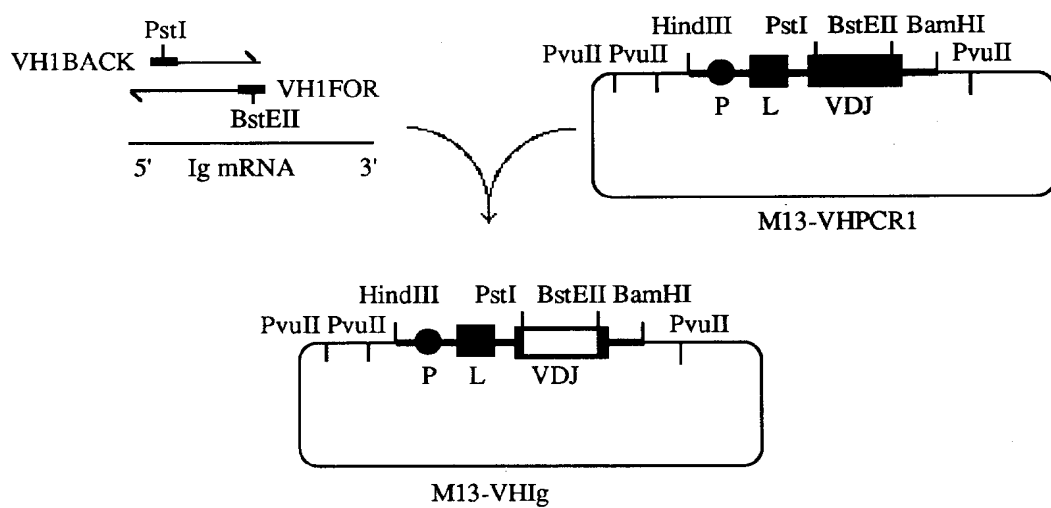 PstI
VH1BACK
VH1FOR
BstEII
5' Ig mRNA 3'
HindIII PstI BstEII BamHI
PvuII PvuII PvuII
P L VDJ
M13-VHPCR1
HindIII PstI BstEII BamHI
PvuII PvuII PvuII
P L VDJ
M13-VHIg